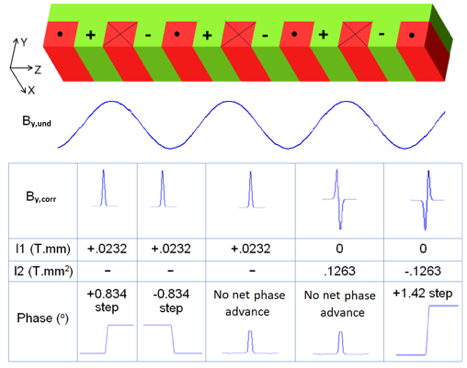 • + - • + - • + - •
Y
Z
X
By,und
By,corr
I1 (T.mm) +.0232 +.0232 +.0232 0 0
I2 (T.mm²) – – – .1263 -.1263
Phase (º) +0.834 step -0.834 step No net phase advance No net phase advance +1.42 step